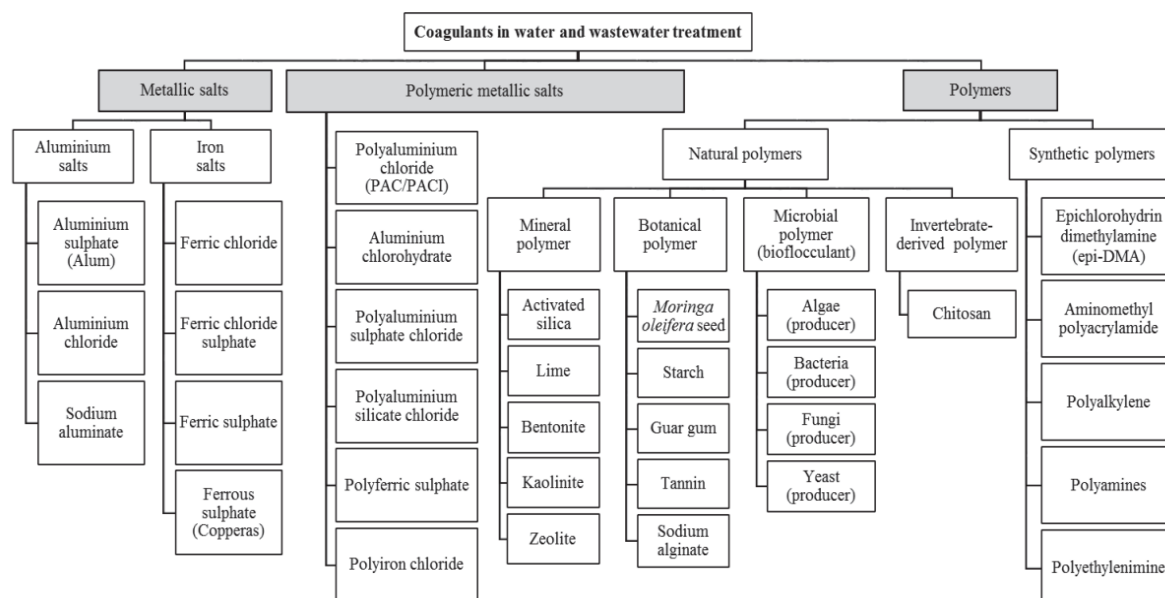 Coagulants in water and wastewater treatment
Metallic salts
Polymeric metallic salts
Polymers
Aluminium
salts
Iron
salts
Natural polymers
Synthetic polymers
Aluminium
sulphate
(Alum)
Aluminium
chloride
Sodium
aluminate
Ferric chloride
Ferric chloride
sulphate
Ferric sulphate
Ferrous
sulphate
(Copperas)
Polyaluminium
chloride
(PAC/PACI)
Aluminium
chlorohydrate
Polyaluminium
sulphate chloride
Polyaluminium
silicate chloride
Polyferric sulphate
Polyiron chloride
Mineral
polymer
Activated
silica
Lime
Bentonite
Kaolinite
Zeolite
Botanical
polymer
Moringa
oleifera seed
Starch
Guar gum
Tannin
Sodium
alginate
Microbial
polymer
(bioflocculant)
Algae
(producer)
Bacteria
(producer)
Fungi
(producer)
Yeast
(producer)
Invertebrate-
derived polymer
Chitosan
Epichlorohydrin
dimethylamine
(epi-DMA)
Aminomethyl
polyacrylamide
Polyalkylene
Polyamines
Polyethylenimine